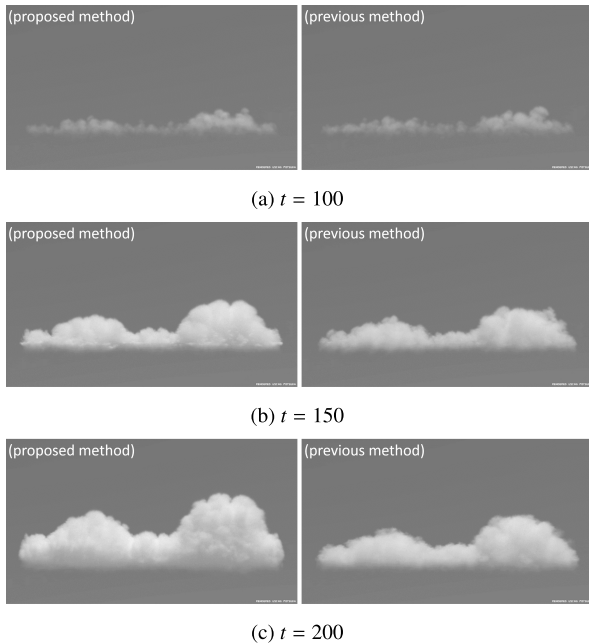 (proposed method) (previous method)
(a) t = 100
(proposed method) (previous method)
(b) t = 150
(proposed method) (previous method)
(c) t = 200